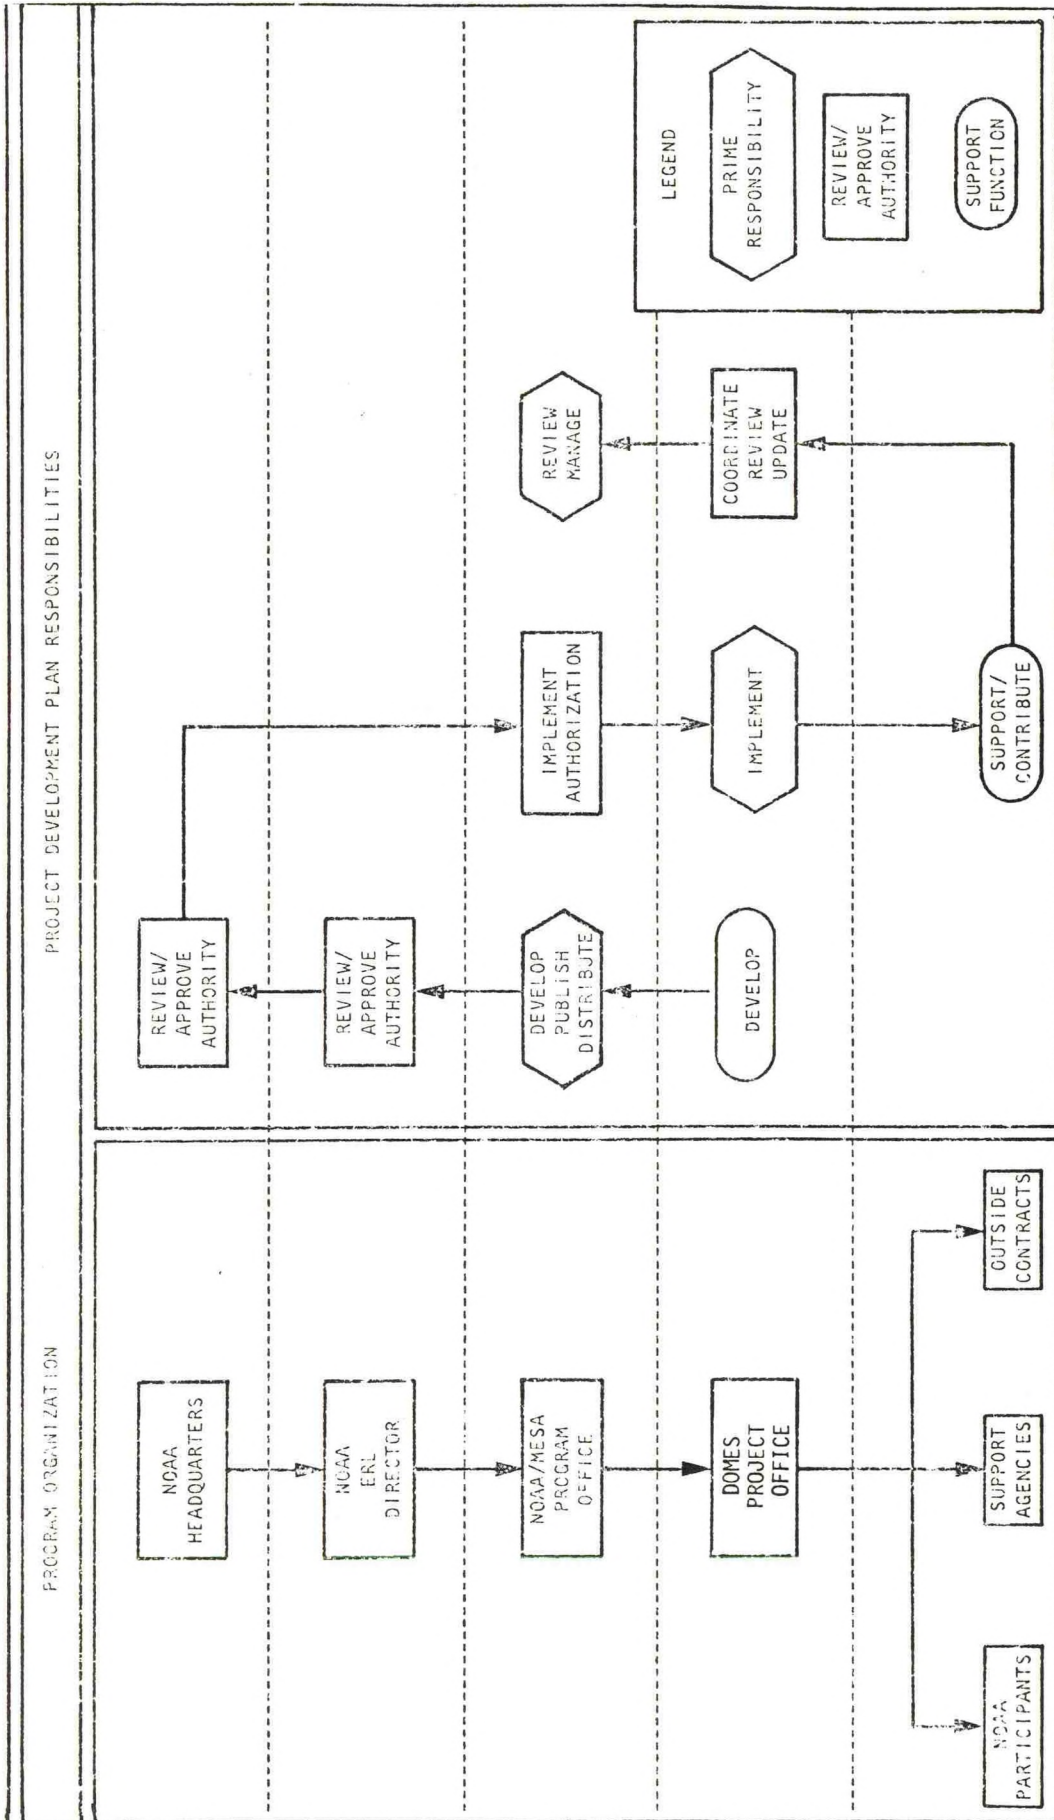 PROGRAM ORGANIZATION
PROJECT DEVELOPMENT PLAN RESPONSIBILITIES
NOAA
HEADQUARTERS
NOAA
ERL
DIRECTOR
NOAA/MESA
PROGRAM
OFFICE
DOMES
PROJECT
OFFICE
NOAA
PARTICIPANTS
SUPPORT
AGENCIES
OUTSIDE
CONTRACTS
REVIEW/
APPROVE
AUTHORITY
REVIEW/
APPROVE
AUTHORITY
DEVELOP
PUBLISH
DISTRIBUTE
DEVELOP
IMPLEMENT
AUTHORIZATION
IMPLEMENT
SUPPORT/
CONTRIBUTE
REVIEW
MANAGE
COORDINATE
REVIEW
UPDATE
LEGEND
PRIME
RESPONSIBILITY
REVIEW/
APPROVE
AUTHORITY
SUPPORT
FUNCTION